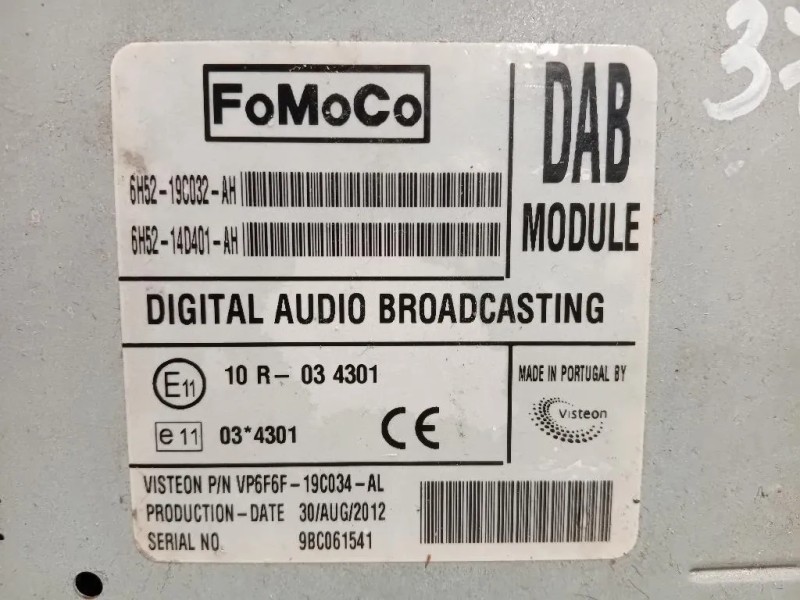 FoMoCo
6H52-19C032-AH
6H52-14D401-AH
DAB
MODULE
DIGITAL AUDIO BROADCASTING
E11 10 R- 03 4301
e 11 03*4301
CE
MADE IN PORTUGAL BY
Visteon
VISTEON P/N VP6F6F-19C034-AL
PRODUCTION-DATE 30/AUG/2012
SERIAL NO. 9BC061541